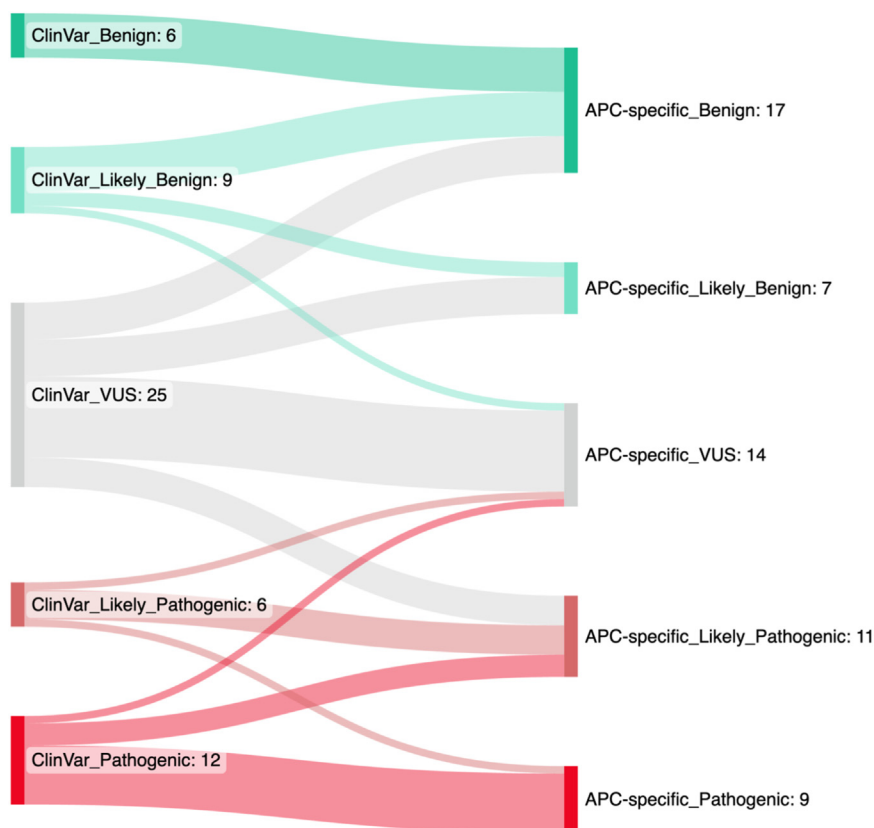 ClinVar_Benign: 6
ClinVar_Likely_Benign: 9
ClinVar_VUS: 25
ClinVar_Likely_Pathogenic: 6
ClinVar_Pathogenic: 12
APC-specific_Benign: 17
APC-specific_Likely_Benign: 7
APC-specific_VUS: 14
APC-specific_Likely_Pathogenic: 11
APC-specific_Pathogenic: 9